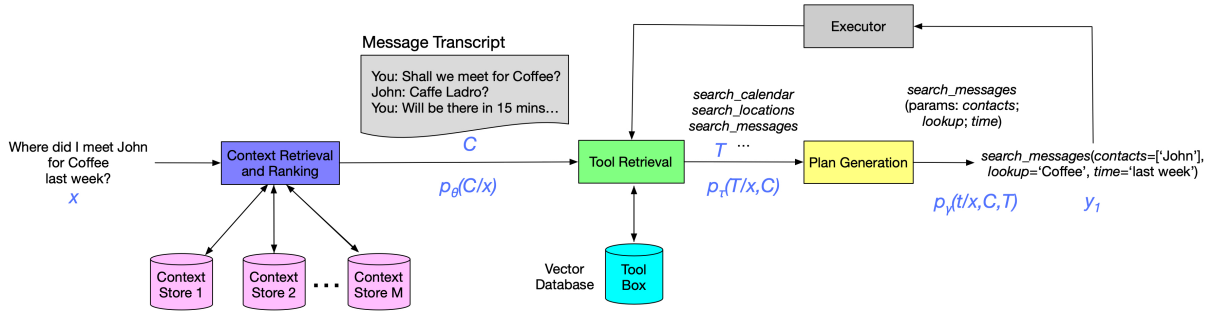 Where did I meet John
for Coffee
last week?
x
Context Retrieval
and Ranking
Context
Store 1
Context
Store 2
Context
Store M
Message Transcript
You: Shall we meet for Coffee?
John: Caffe Ladro?
You: Will be there in 15 mins…
C
pθ(C/x)
Tool Retrieval
Vector
Database
Tool
Box
search_calendar
search_locations
search_messages
...
T
pτ(T/x,C)
Executor
Plan Generation
search_messages
(params: contacts;
lookup; time)
pγ(t/x,C,T)
search_messages(contacts=['John'],
lookup='Coffee', time='last week')
y1